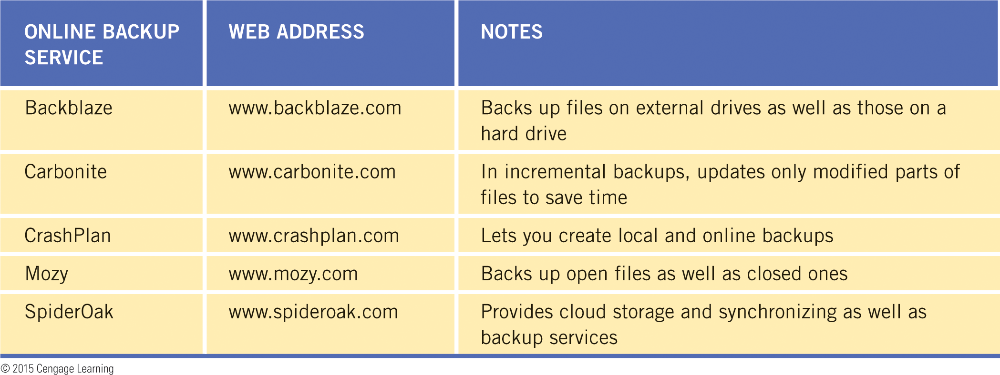 ONLINE BACKUP
SERVICE
WEB ADDRESS
NOTES
Backblaze
www.backblaze.com
Backs up files on external drives as well as those on a
hard drive
Carbonite
www.carbonite.com
In incremental backups, updates only modified parts of
files to save time
CrashPlan
www.crashplan.com
Lets you create local and online backups
Mozy
www.mozy.com
Backs up open files as well as closed ones
SpiderOak
www.spideroak.com
Provides cloud storage and synchronizing as well as
backup services
© 2015 Cengage Learning